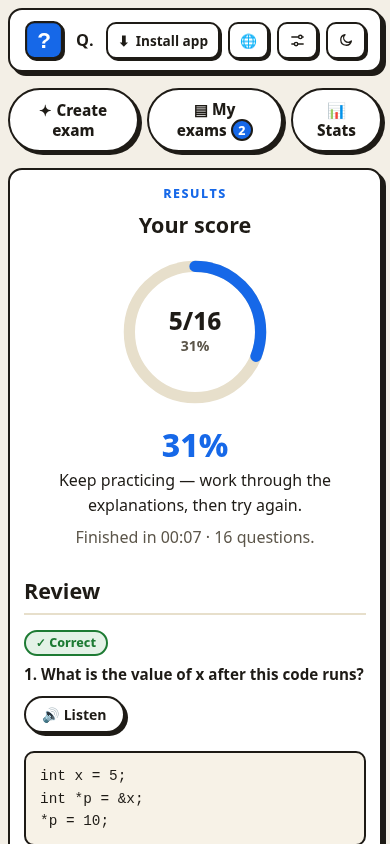 ?
Q.
⬇ Install app
✦ Create exam
▤ My exams 2
📊 Stats
RESULTS
Your score
5/16
31%
31%
Keep practicing — work through the
explanations, then try again.
Finished in 00:07 · 16 questions.
Review
✓ Correct
1. What is the value of x after this code runs?
🔊 Listen
int x = 5;
int *p = &x;
*p = 10;